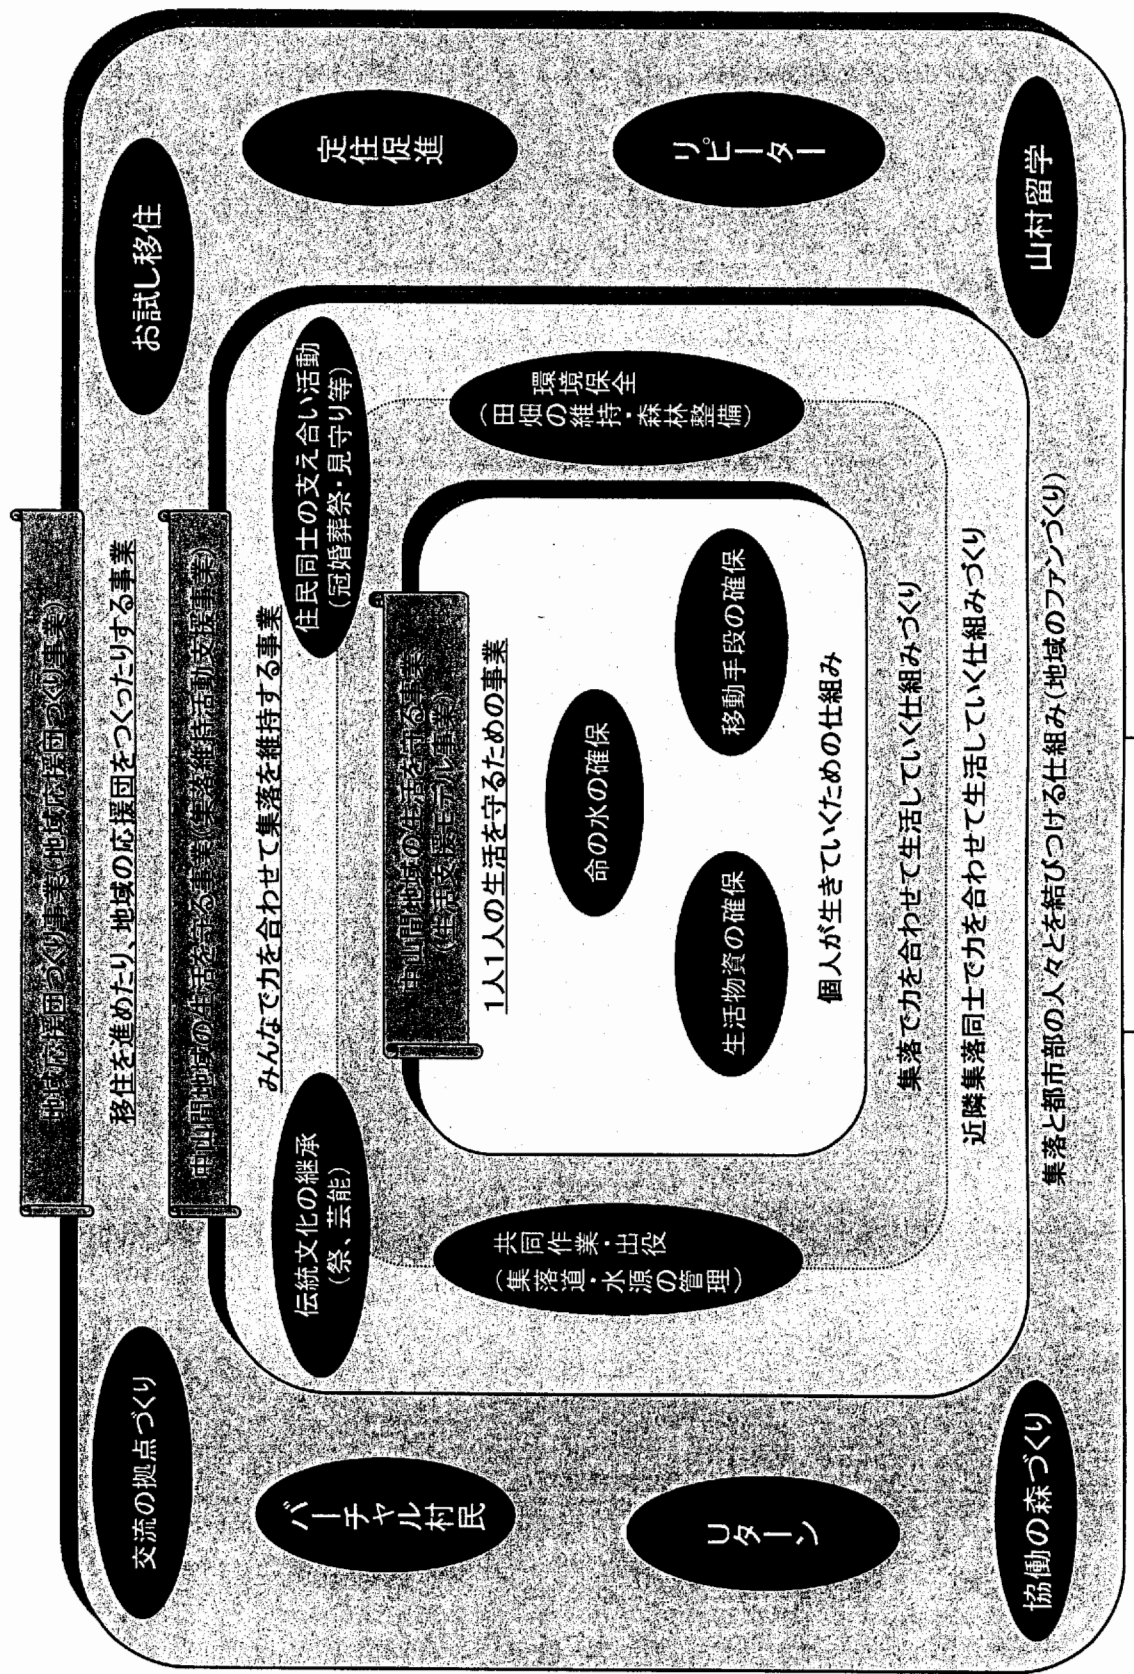 地域応援団づくり事業(地域応援団づくり事業)
移住を進めたり、地域の応援団をつくったりする事業
交流の拠点づくり
お試し移住
バーチャル村民
定住促進
Uターン
リピーター
協働の森づくり
山村留学
中山間地域の生活を守る事業(集落維持活動支援事業)
みんなで力を合わせて集落を維持する事業
伝統文化の継承
(祭、芸能)
住民同士の支え合い活動
(冠婚葬祭・見守り等)
共同作業・出役
(集落道・水源の管理)
環境保全
(田畑の維持・森林整備)
中山間地域の生活を守る事業
(生活支援モデル事業)
1人1人の生活を守るための事業
命の水の確保
生活物資の確保
移動手段の確保
個人が生きていくための仕組み
集落で力を合わせて生活していく仕組みづくり
近隣集落同士で力を合わせて生活していく仕組みづくり
集落と都市部の人々とを結びつける仕組み(地域のファンづくり)